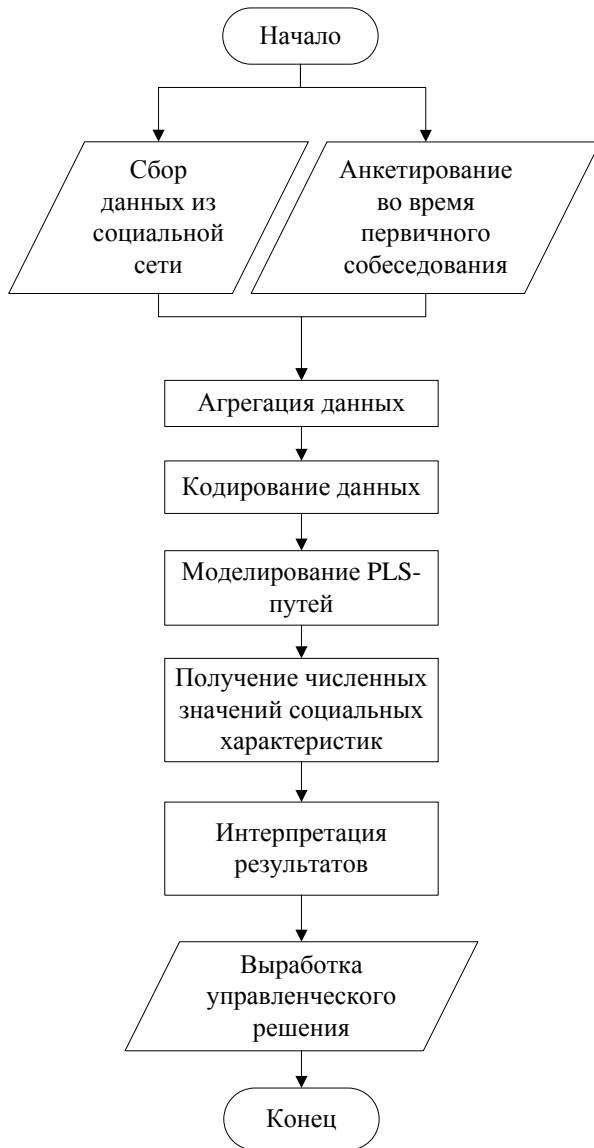 Начало
Сбор
данных из
социальной
сети
Анкетирование
во время
первичного
собеседования
Агрегация данных
Кодирование данных
Моделирование PLS-
путей
Получение численных
значений социальных
характеристик
Интерпретация
результатов
Выработка
управленческого
решения
Конец